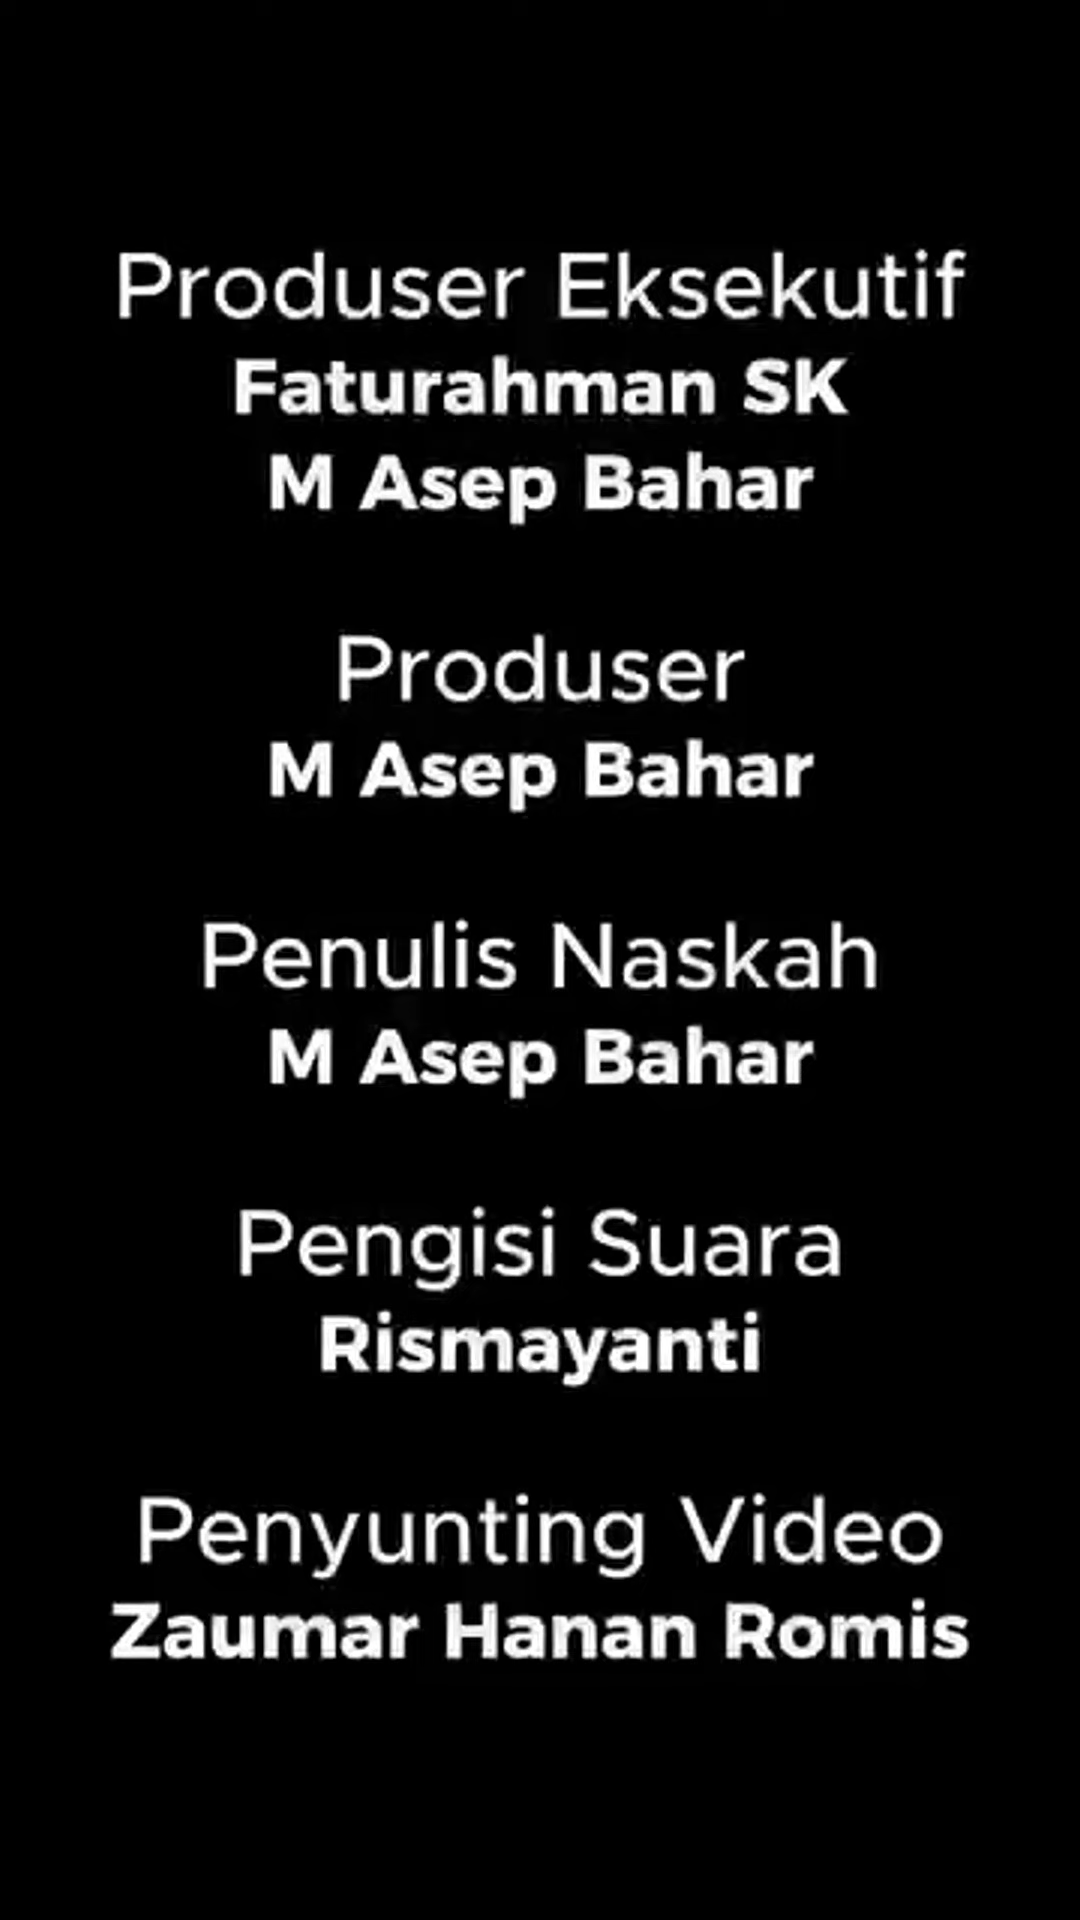 Produser Eksekutif
Faturahman SK
M Asep Bahar
Produser
M Asep Bahar
Penulis Naskah
M Asep Bahar
Pengisi Suara
Rismayanti
Penyunting Video
Zaumar Hanan Romis